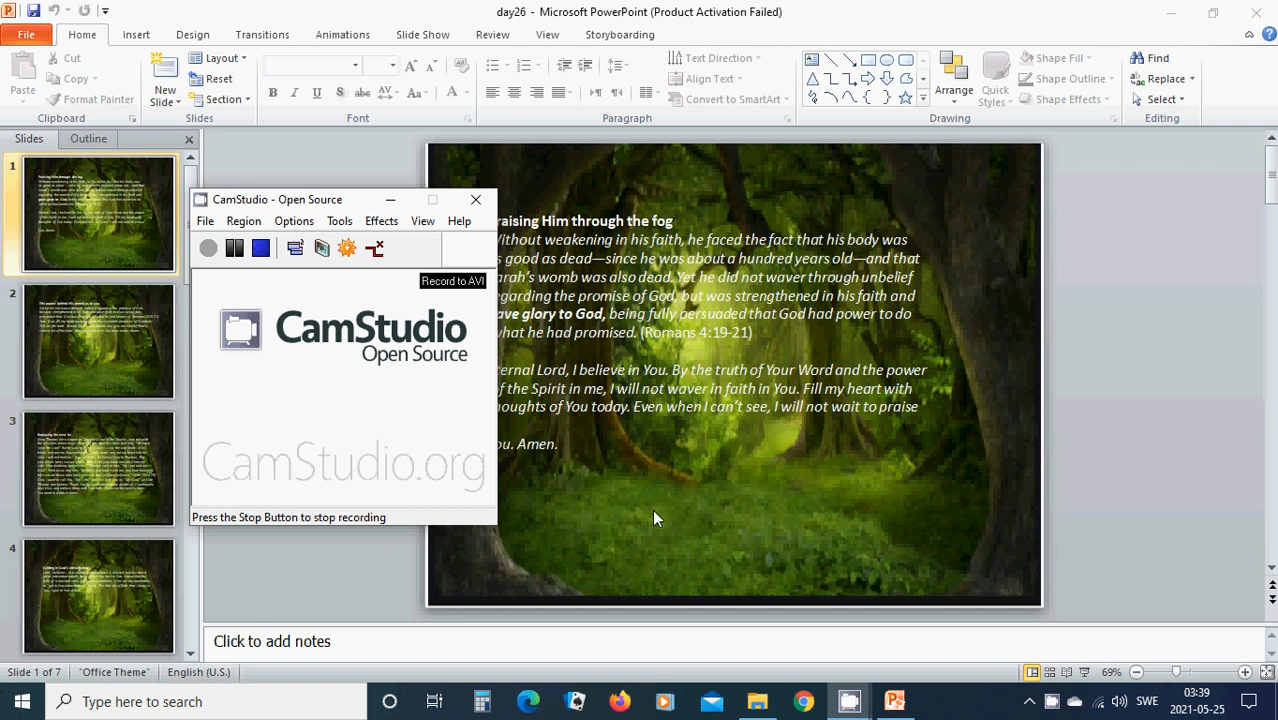 day26 - Microsoft PowerPoint (Product Activation Failed)
File Home Insert Design Transitions Animations Slide Show Review View Storyboarding
Paste
Cut
Copy
Format Painter
Clipboard
New Slide
Layout
Reset
Section
Slides
B I U S abc AV Aa A
Font
Text Direction
Align Text
Convert to SmartArt
Paragraph
Arrange
Quick Styles
Shape Fill
Shape Outline
Shape Effects
Drawing
Find
Replace
Select
Editing
Slides Outline
1
2
3
4
CamStudio - Open Source
File Region Options Tools Effects View Help
Record to AVI
CamStudio
Open Source
CamStudio.org
Press the Stop Button to stop recording
raising Him through the fog
ithout weakening in his faith, he faced the fact that his body was
s good as dead—since he was about a hundred years old—and that
arah's womb was also dead. Yet he did not waver through unbelief
egarding the promise of God, but was strengthened in his faith and
ave glory to God, being fully persuaded that God had power to do
hat he had promised. (Romans 4:19-21)
ternal Lord, I believe in You. By the truth of Your Word and the power
f the Spirit in me, I will not waver in faith in You. Fill my heart with
houghts of You today. Even when I can't see, I will not wait to praise
ou. Amen.
Click to add notes
Slide 1 of 7 "Office Theme" English (U.S.) 69%
Type here to search
SWE
03:39
2021-05-25